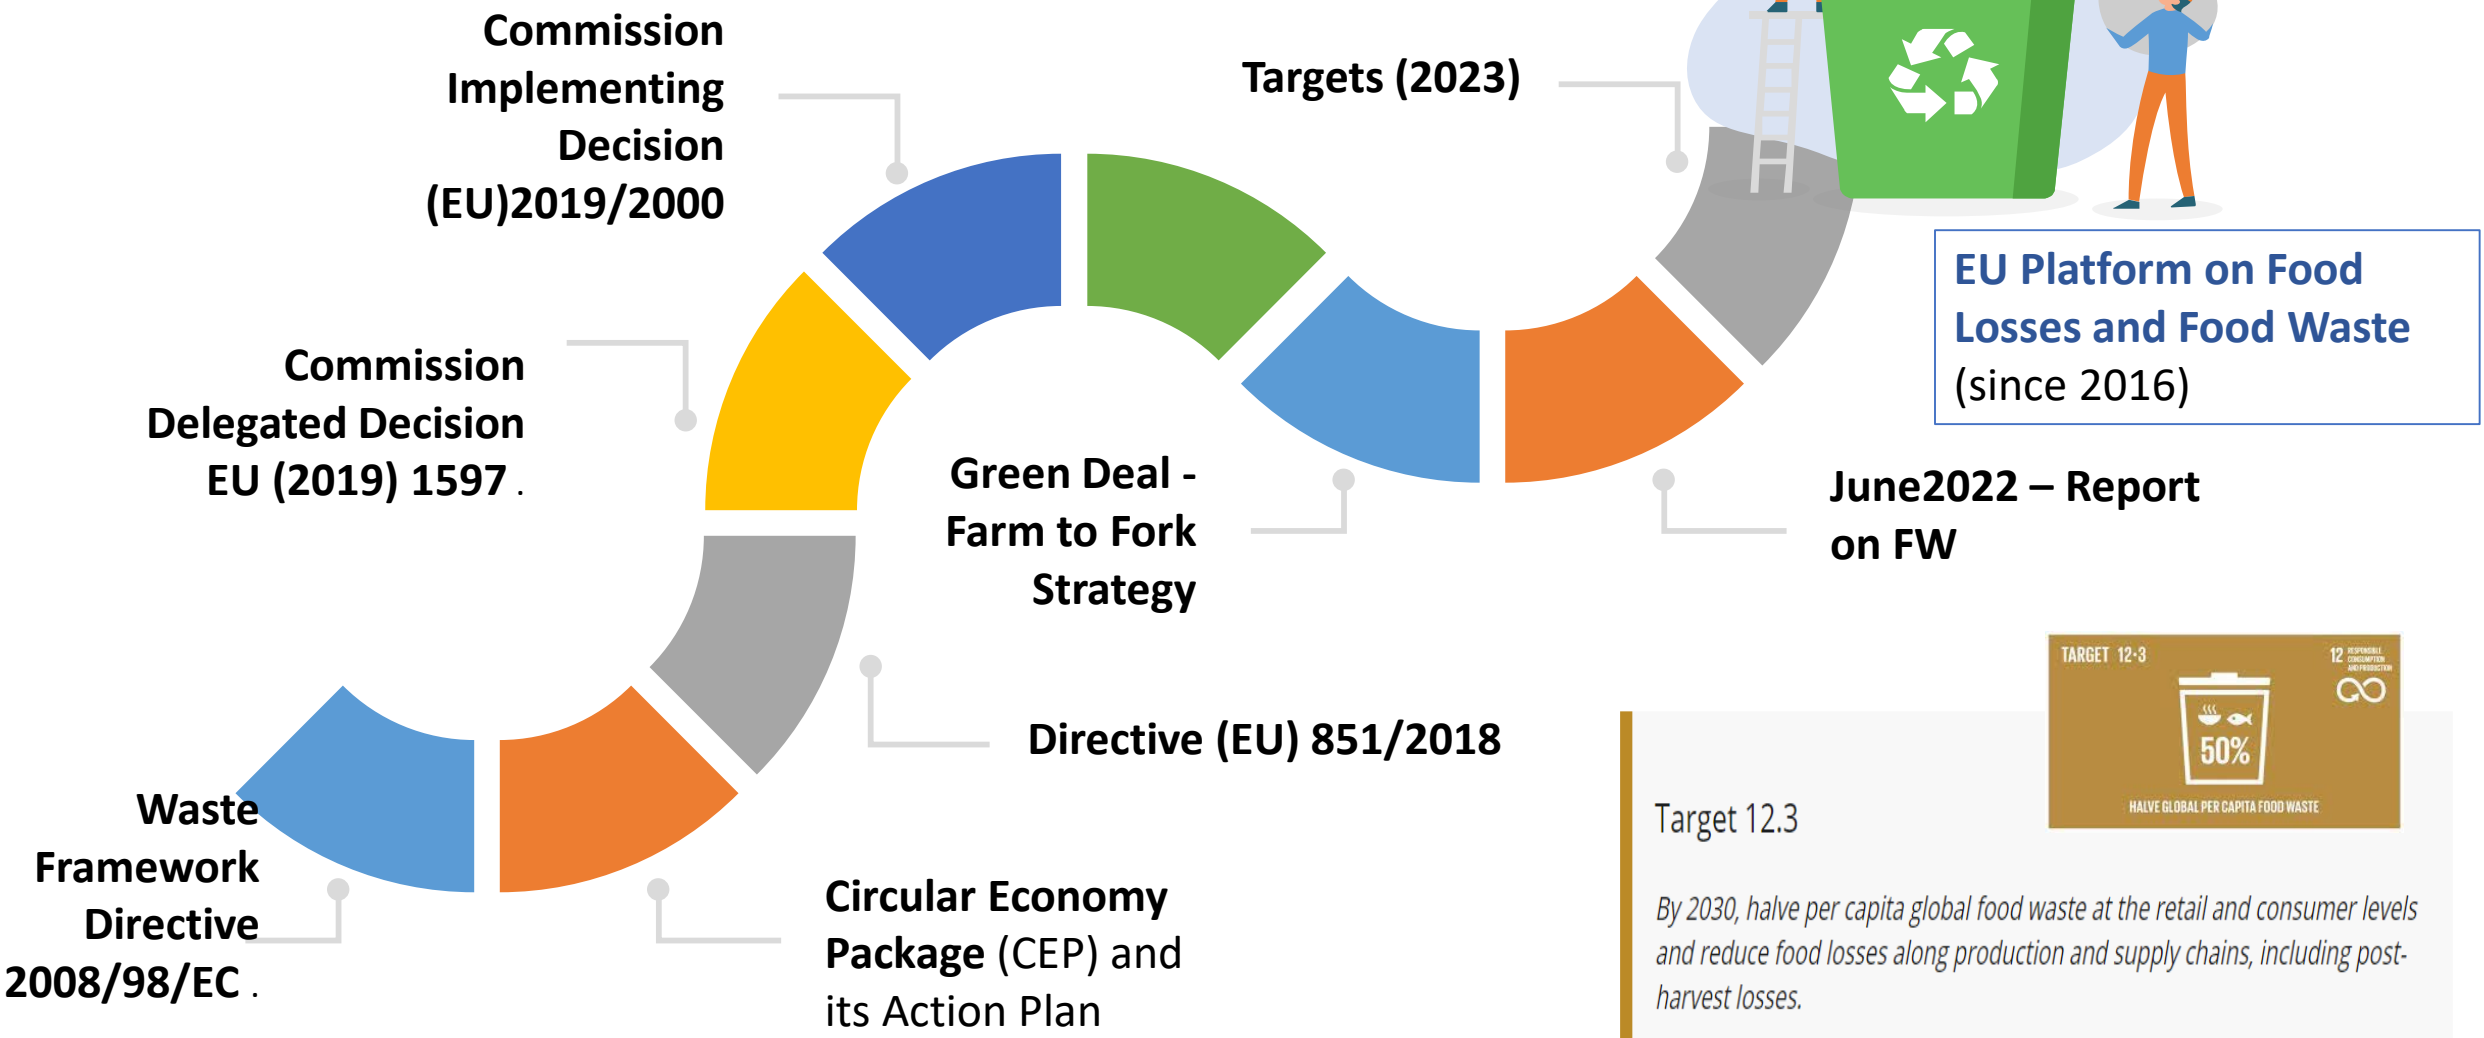 Commission
Implementing
Decision
(EU)2019/2000
Targets (2023)
EU Platform on Food
Losses and Food Waste
(since 2016)
Commission
Delegated Decision
EU (2019) 1597 .
Green Deal -
Farm to Fork
Strategy
June2022 – Report
on FW
Directive (EU) 851/2018
Waste
Framework
Directive
2008/98/EC .
Circular Economy
Package (CEP) and
its Action Plan
TARGET 12·3
12 RESPONSIBLE
CONSUMPTION
AND PRODUCTION
50%
HALVE GLOBAL PER CAPITA FOOD WASTE
Target 12.3
By 2030, halve per capita global food waste at the retail and consumer levels
and reduce food losses along production and supply chains, including post-
harvest losses.